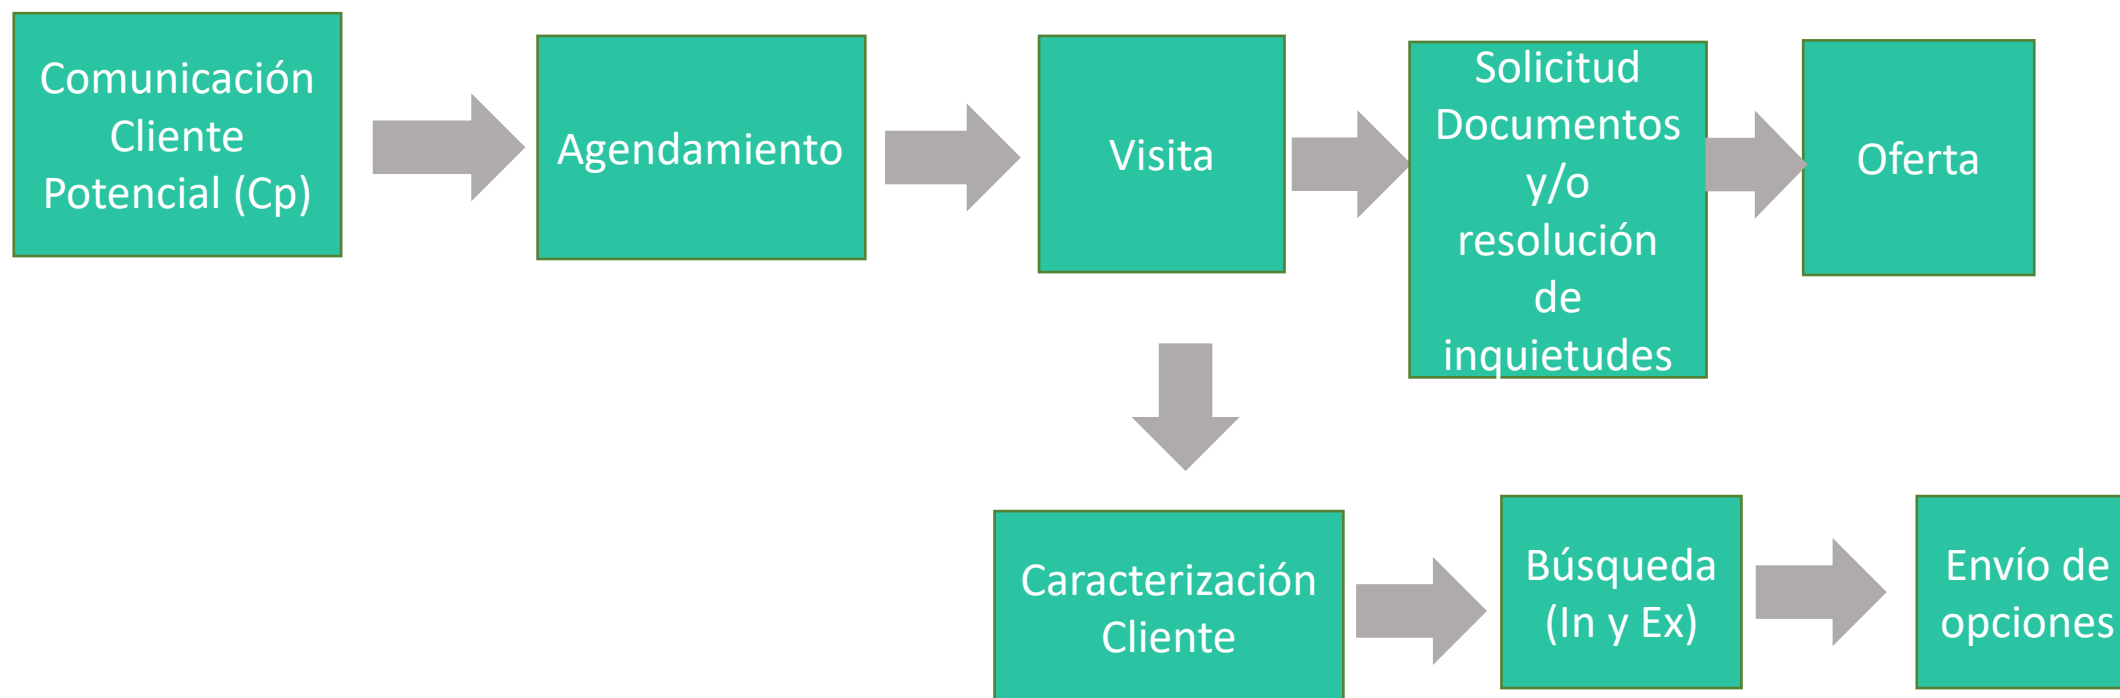 Comunicación
Cliente
Potencial (Cp)
Agendamiento
Visita
Solicitud
Documentos
y/o
resolución
de
inquietudes
Oferta
Caracterización
Cliente
Búsqueda
(In y Ex)
Envío de
opciones